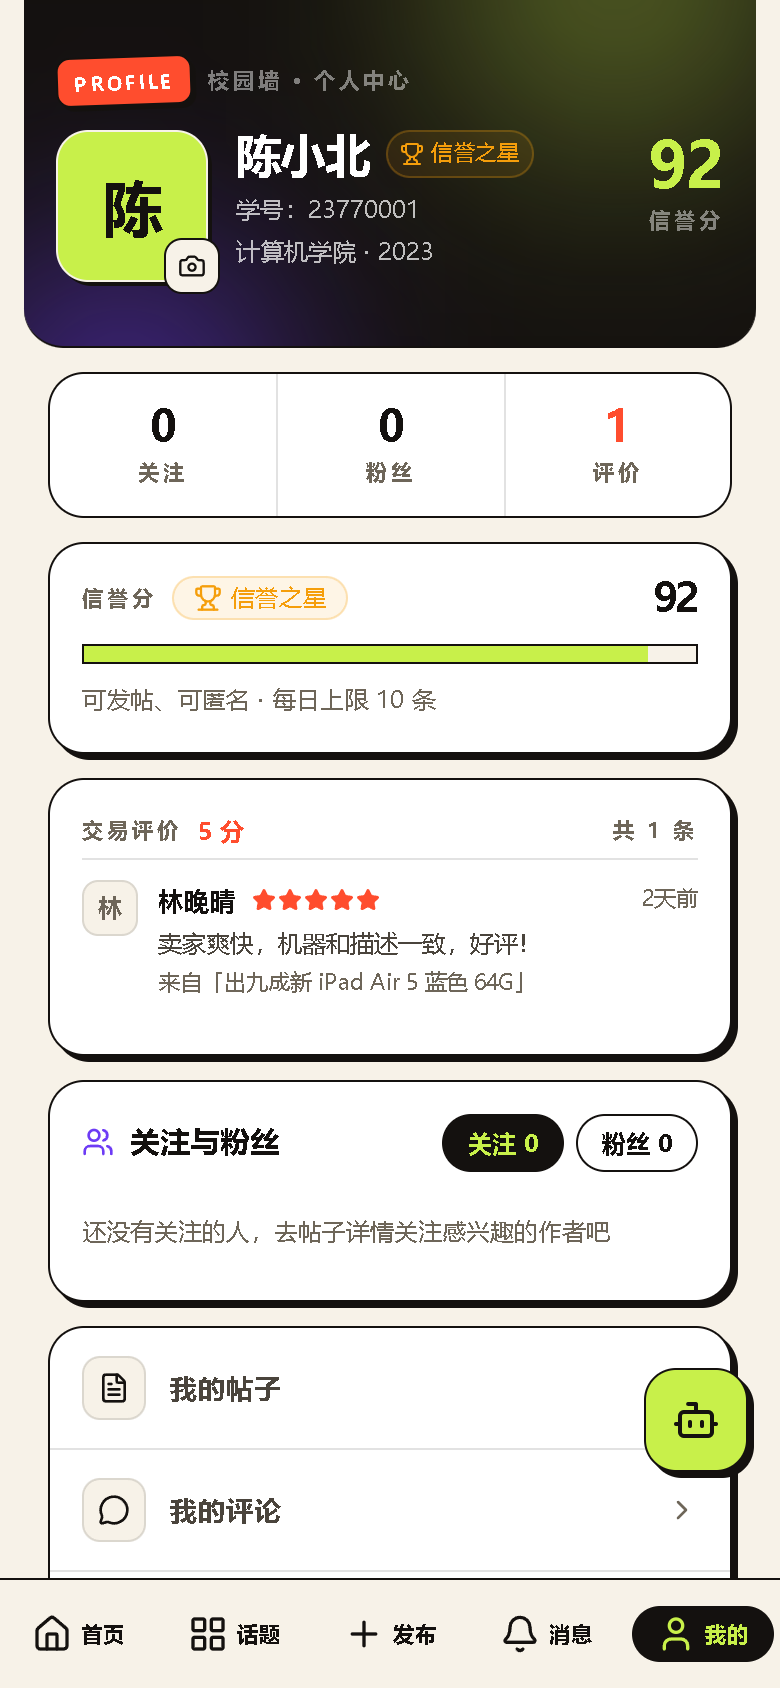 PROFILE 校园墙 • 个人中心
陈
陈小北 信誉之星
学号：23770001
计算机学院 · 2023
92
信誉分
0
关注
0
粉丝
1
评价
信誉分 信誉之星 92
可发帖、可匿名 · 每日上限 10 条
交易评价 5 分 共 1 条
林
林晚晴 2天前
卖家爽快，机器和描述一致，好评!
来自「出九成新 iPad Air 5 蓝色 64G」
关注与粉丝 关注 0 粉丝 0
还没有关注的人，去帖子详情关注感兴趣的作者吧
我的帖子
我的评论
首页 话题 发布 消息 我的